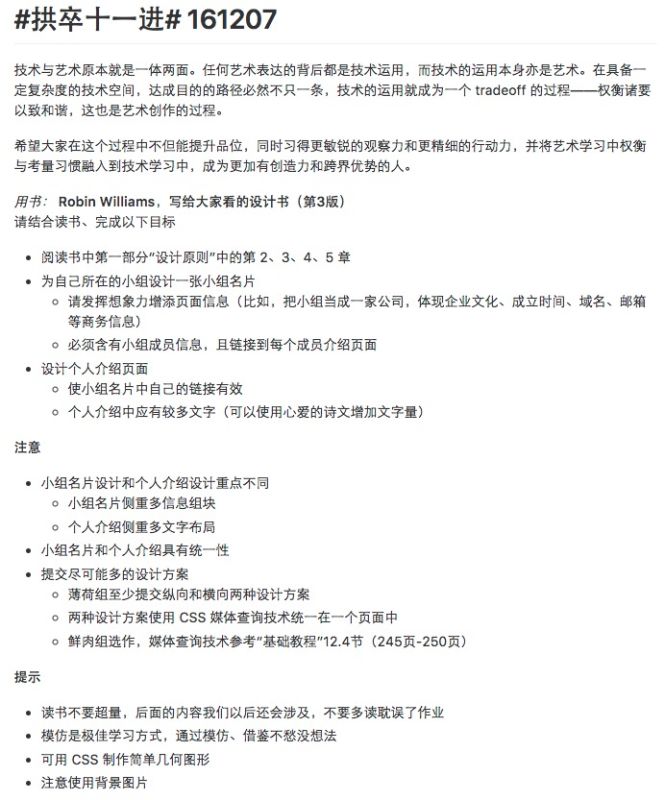 #拱卒十一进# 161207
技术与艺术原本就是一体两面。任何艺术表达的背后都是技术运用，而技术的运用本身亦是艺术。在具备一
定复杂度的技术空间，达成目的的路径必然不只一条，技术的运用就成为一个 tradeoff 的过程——权衡诸要
以致和谐，这也是艺术创作的过程。
希望大家在这个过程中不但能提升品位，同时习得更敏锐的观察力和更精细的行动力，并将艺术学习中权衡
与考量习惯融入到技术学习中，成为更加有创造力和跨界优势的人。
用书： Robin Williams，写给大家看的设计书（第3版）
请结合读书、完成以下目标
• 阅读书中第一部分“设计原则”中的第 2、3、4、5 章
• 为自己所在的小组设计一张小组名片
◦ 请发挥想象力增添页面信息（比如，把小组当成一家公司，体现企业文化、成立时间、域名、邮箱
等商务信息）
◦ 必须含有小组成员信息，且链接到每个成员介绍页面
• 设计个人介绍页面
◦ 使小组名片中自己的链接有效
◦ 个人介绍中应有较多文字（可以使用心爱的诗文增加文字量）
注意
• 小组名片设计和个人介绍设计重点不同
◦ 小组名片侧重多信息组块
◦ 个人介绍侧重多文字布局
• 小组名片和个人介绍具有统一性
• 提交尽可能多的设计方案
◦ 薄荷组至少提交纵向和横向两种设计方案
◦ 两种设计方案使用 CSS 媒体查询技术统一在一个页面中
◦ 鲜肉组选作，媒体查询技术参考“基础教程”12.4节（245页-250页）
提示
• 读书不要超量，后面的内容我们以后还会涉及，不要多读耽误了作业
• 模仿是极佳学习方式，通过模仿、借鉴不愁没想法
• 可用 CSS 制作简单几何图形
• 注意使用背景图片